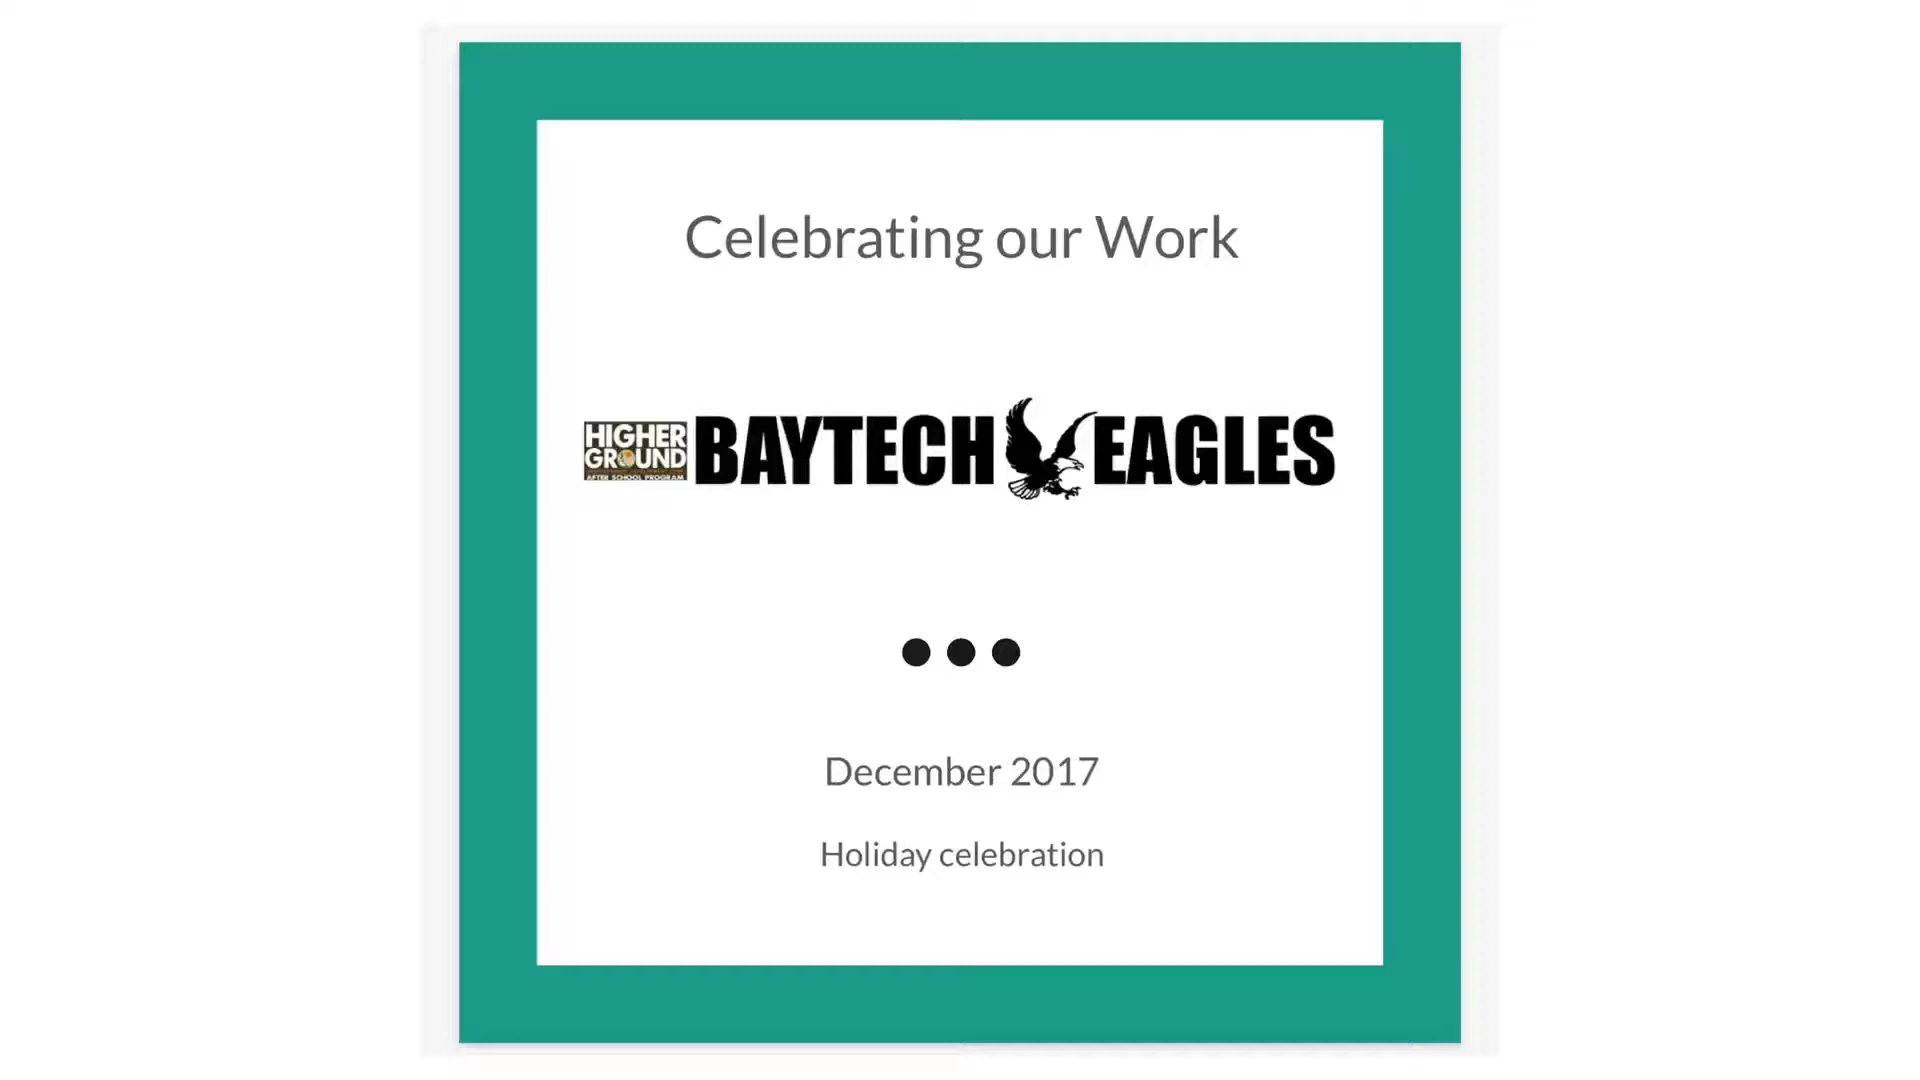 Celebrating our Work
HIGHER
GROUND
AFTER SCHOOL PROGRAM
BAYTECH EAGLES
December 2017
Holiday celebration